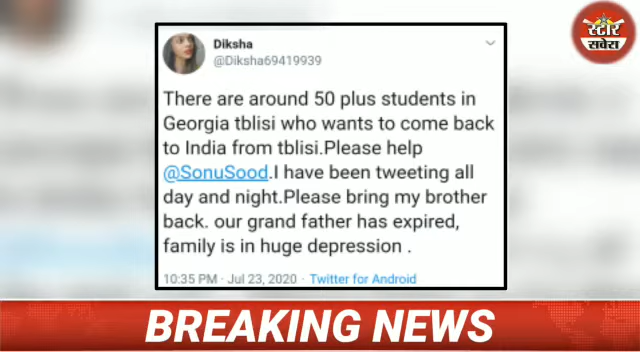 स्टार
सवेरा
Diksha
@Diksha69419939
There are around 50 plus students in
Georgia tblisi who wants to come back
to India from tblisi.Please help
@SonuSood.I have been tweeting all
day and night.Please bring my brother
back. our grand father has expired,
family is in huge depression .
10:35 PM · Jul 23, 2020 · Twitter for Android
BREAKING NEWS